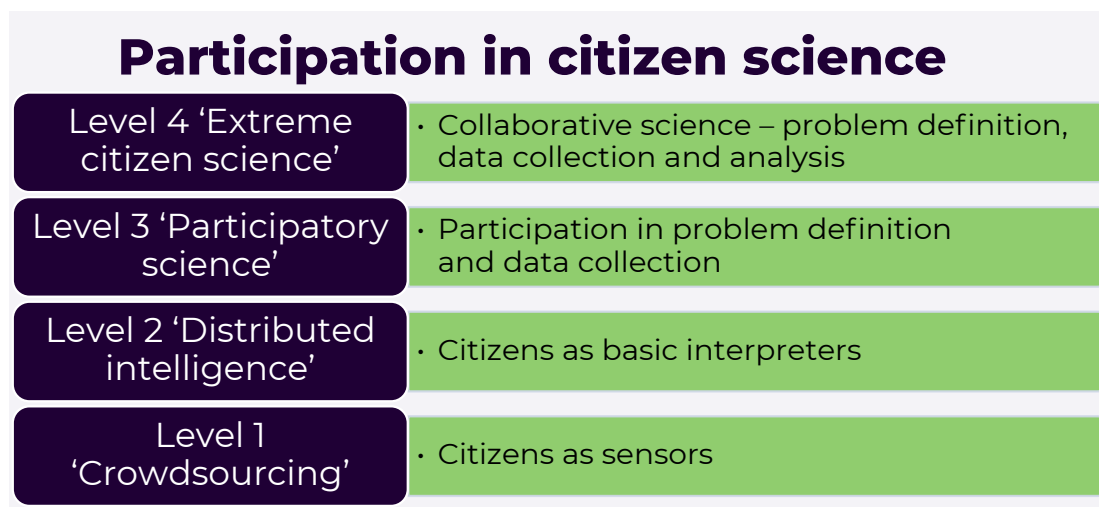 Participation in citizen science
Level 4 ‘Extreme
citizen science’
• Collaborative science – problem definition,
data collection and analysis
Level 3 ‘Participatory
science’
• Participation in problem definition
and data collection
Level 2 ‘Distributed
intelligence’
• Citizens as basic interpreters
Level 1
‘Crowdsourcing’
• Citizens as sensors